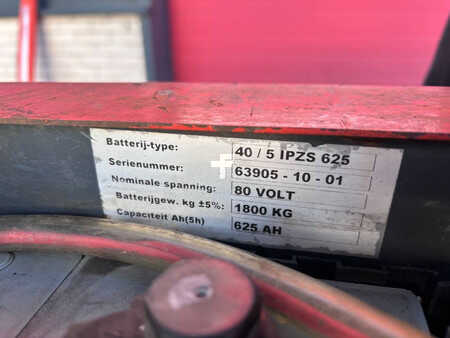 Batterij-type: 40 / 5 IPZS 625
Serienummer: 63905 - 10 - 01
Nominale spanning: 80 VOLT
Batterijgew. kg ±5%: 1800 KG
Capaciteit Ah(5h) 625 AH